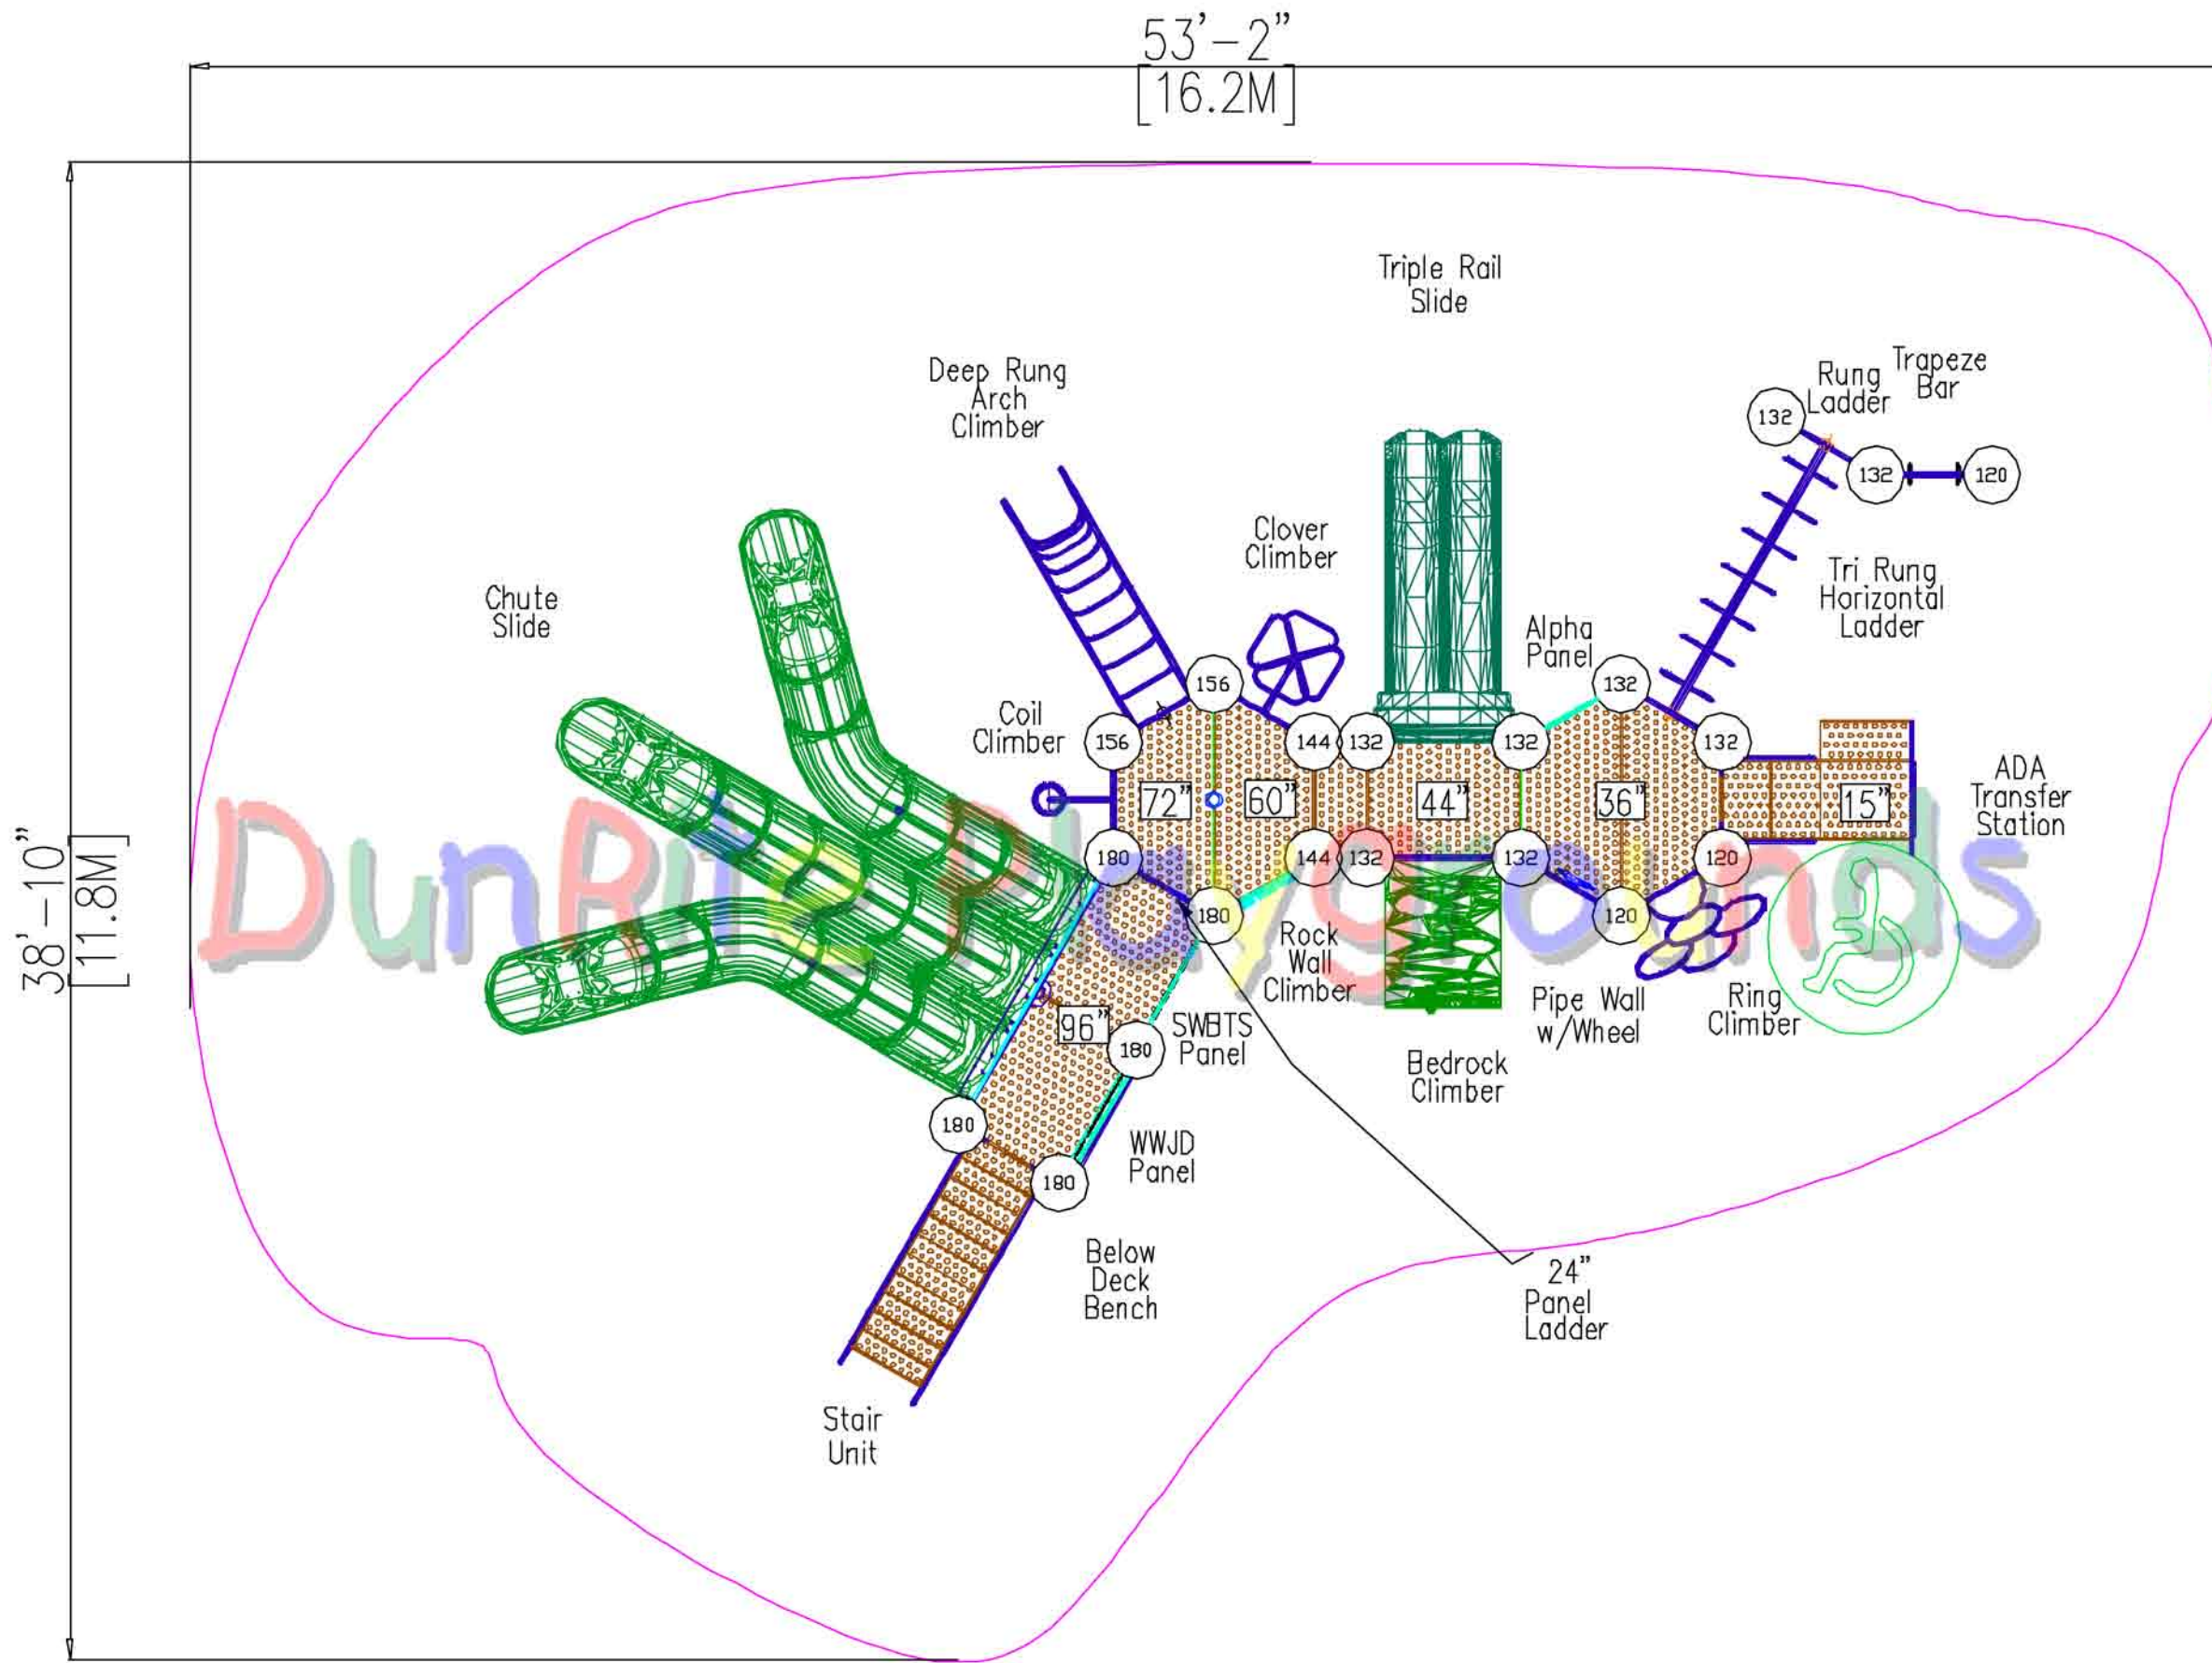 53'-2"
[16.2M]
38'-10"
[11.8M]
Triple Rail
Slide
Deep Rung
Arch
Climber
Rung
Ladder
Trapeze
Bar
132
132
120
Clover
Climber
Chute
Slide
Tri Rung
Horizontal
Ladder
Alpha
Panel
Coil
Climber
156
132
156
144
132
132
132
72"
60"
44"
36"
15"
ADA
Transfer
Station
DunRite Playgrounds
180
144
132
132
120
180
120
Rock
Wall
Climber
Pipe Wall
w/Wheel
Ring
Climber
96"
180
SWBTS
Panel
Bedrock
Climber
180
WWJD
Panel
180
Below
Deck
Bench
24"
Panel
Ladder
Stair
Unit